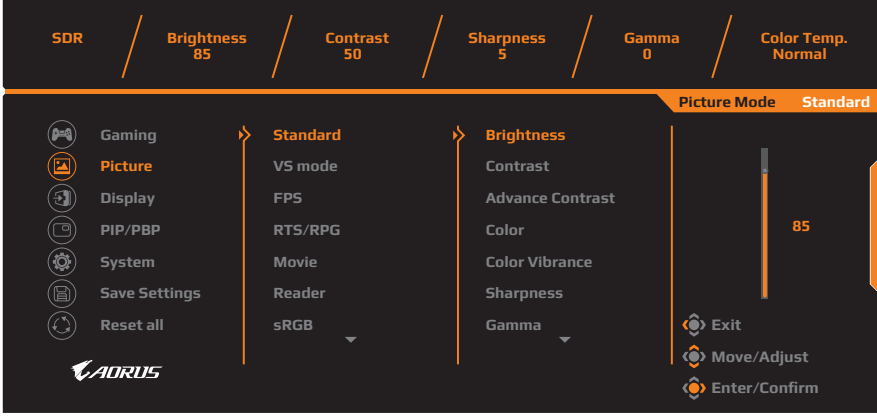 SDR Brightness Contrast Sharpness Gamma Color Temp.
85 50 5 0 Normal
Picture Mode Standard
Gaming Standard Brightness
Picture VS mode Contrast
Display FPS Advance Contrast
PIP/PBP RTS/RPG Color
85
System Movie Color Vibrance
Save Settings Reader Sharpness
Reset all sRGB Gamma
Exit
Move/Adjust
AORUS
Enter/Confirm